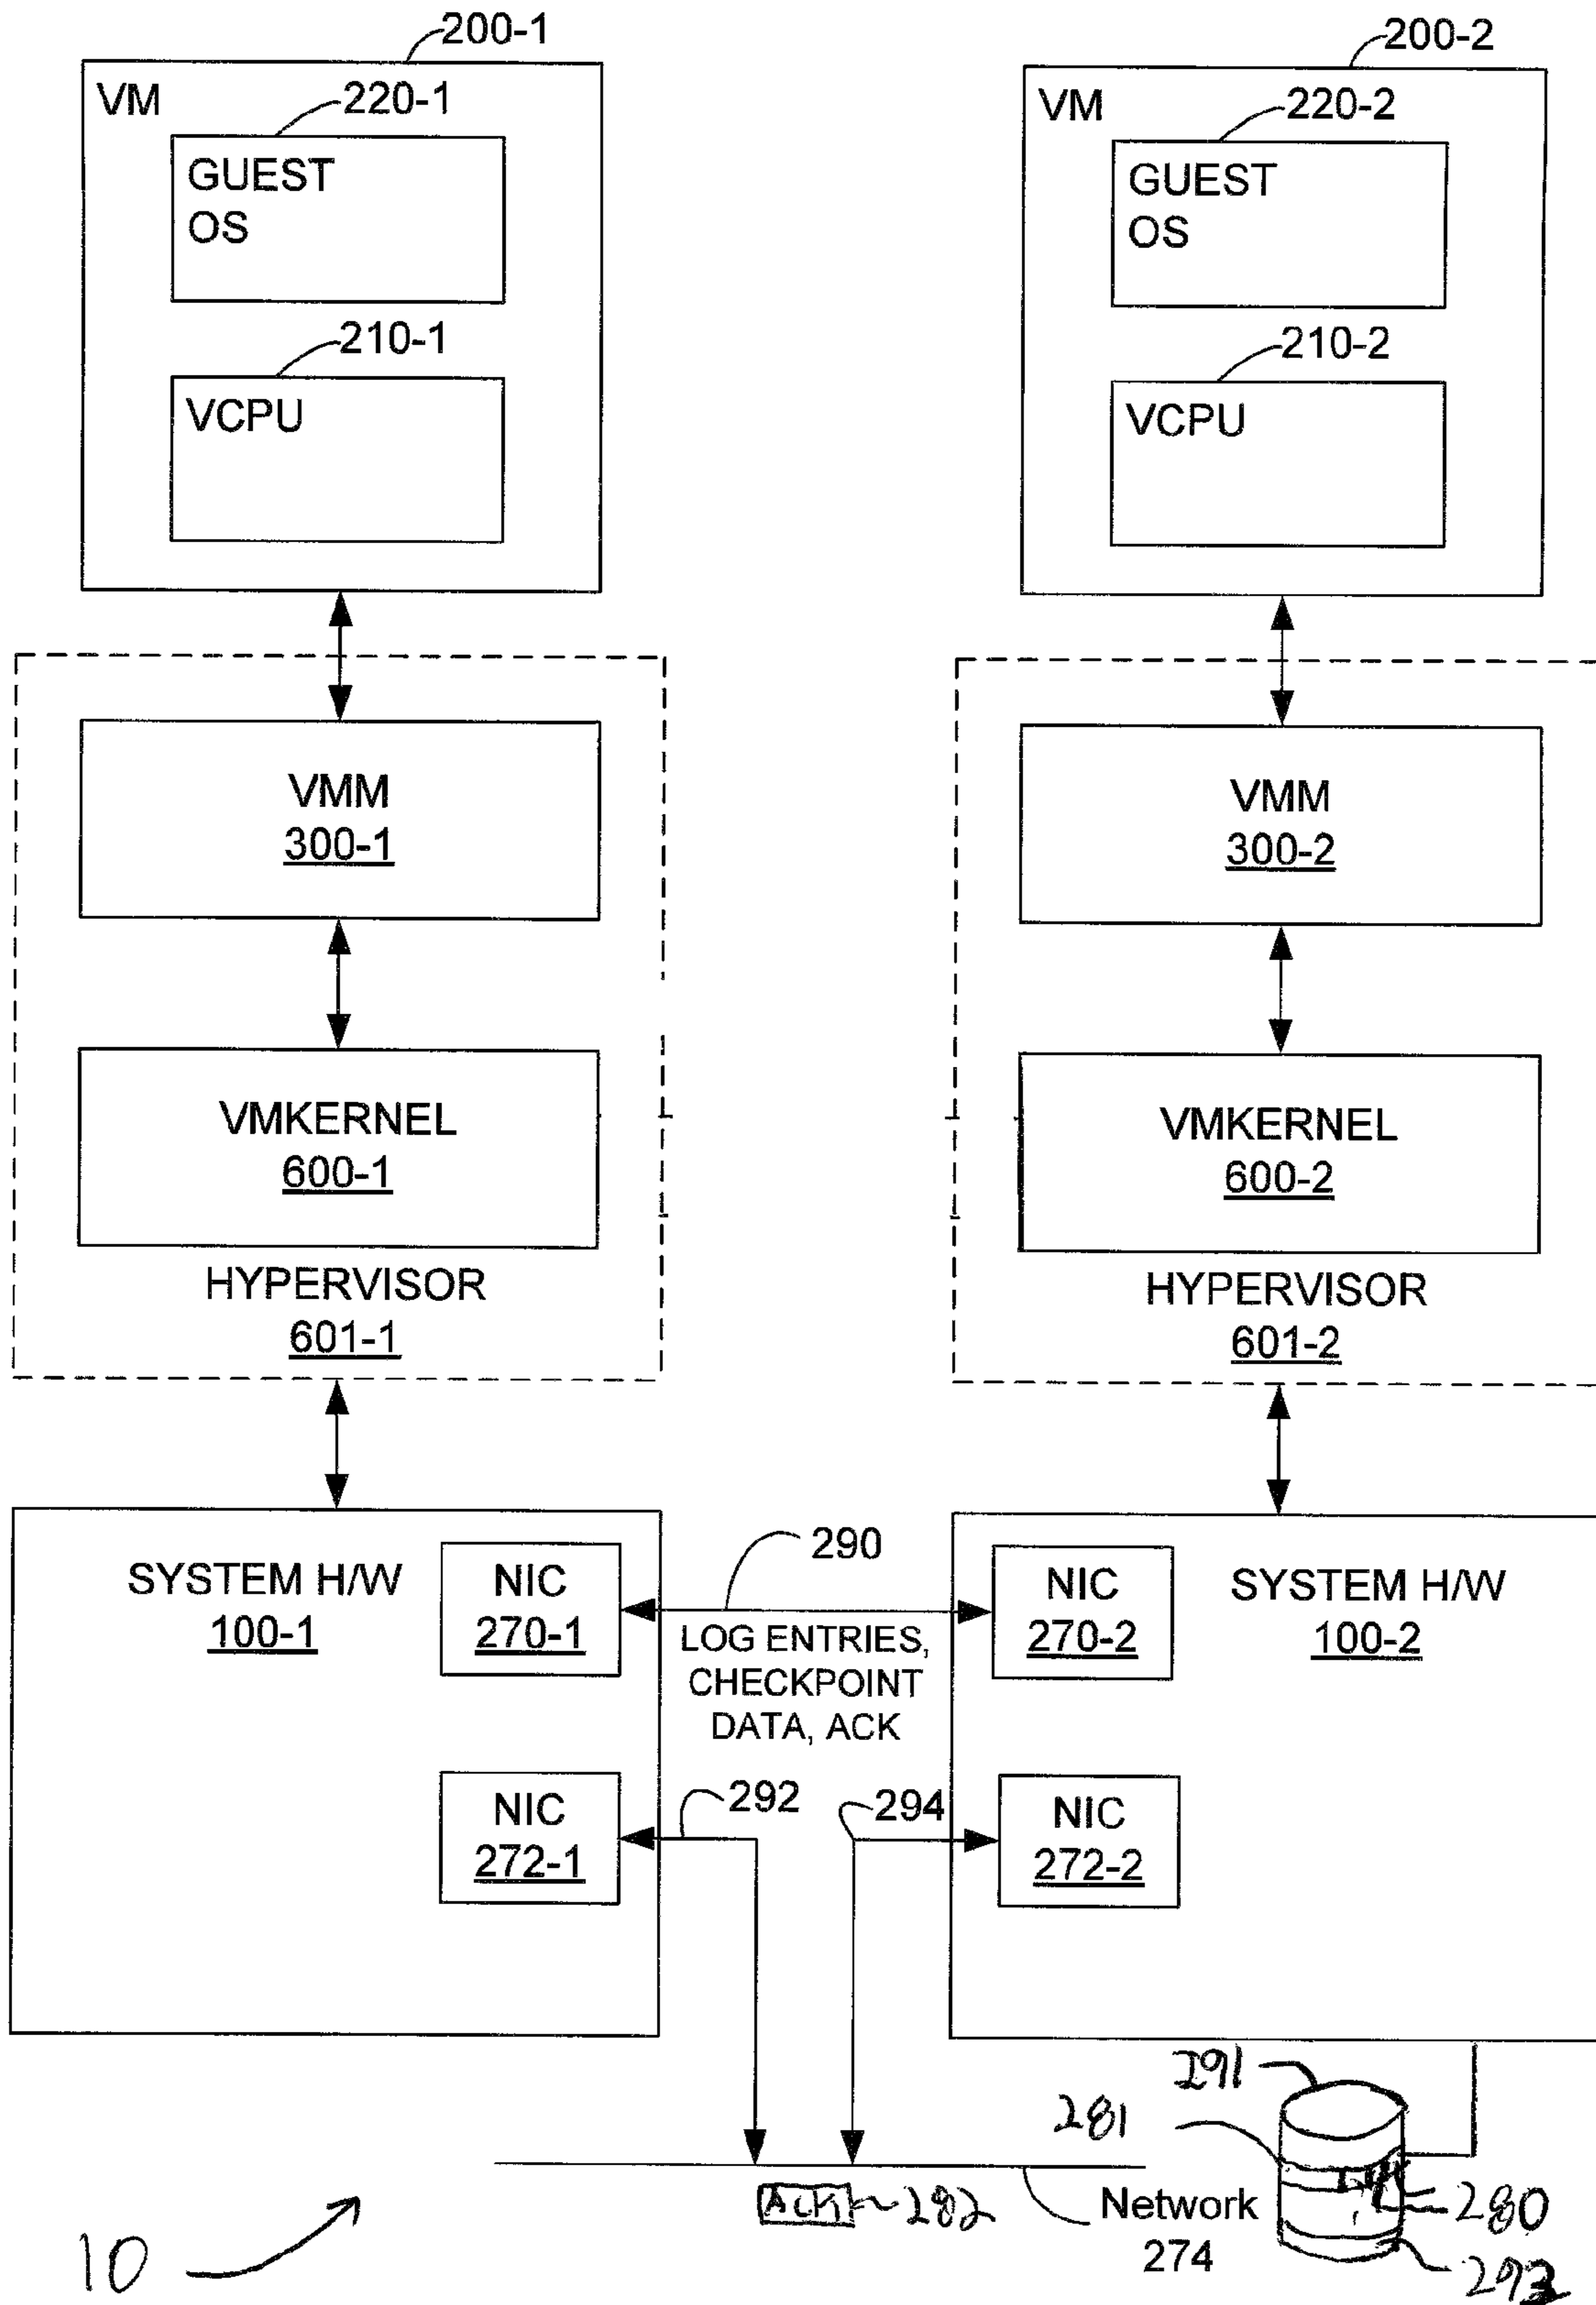 200-1
VM
220-1
GUEST
OS
210-1
VCPU
200-2
VM
220-2
GUEST
OS
210-2
VCPU
VMM
300-1
VMKERNEL
600-1
HYPERVISOR
601-1
VMM
300-2
VMKERNEL
600-2
HYPERVISOR
601-2
SYSTEM H/W
100-1
NIC
270-1
NIC
272-1
290
LOG ENTRIES,
CHECKPOINT
DATA, ACK
292
294
NIC
270-2
SYSTEM H/W
100-2
NIC
272-2
291
281
ACK
282
Network
274
280
10